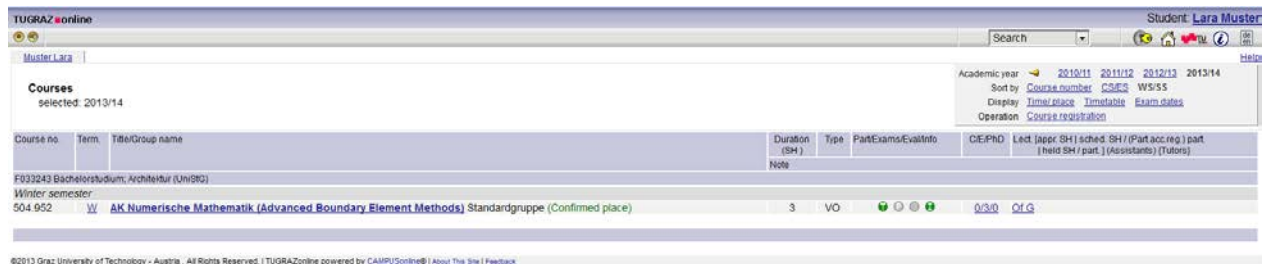 TUGRAZonline
Student: Lara Muster
Search
TU
de en
Muster Lara
Help
Academic year 2010/11 2011/12 2012/13 2013/14
Courses
Sort by Course number CS/ES WS/SS
selected: 2013/14
Display Time/ place Timetable Exam dates
Operation Course registration
Course no. Term. Title/Group name Duration Type Part/Exams/Eval/Info C/E/PhD Lect. [appr. SH | sched. SH / (Part acc.reg.) part.
(SH) | held SH / part. ] (Assistants) {Tutors}
Note
F033243 Bachelorstudium; Architektur (UniStG)
Winter semester
504.952 W AK Numerische Mathematik (Advanced Boundary Element Methods) Standardgruppe (Confirmed place) 3 VO 0/3/0 Of G
©2013 Graz University of Technology - Austria . All Rights Reserved. | TUGRAZonline powered by CAMPUSonline® | About This Site | Feedback